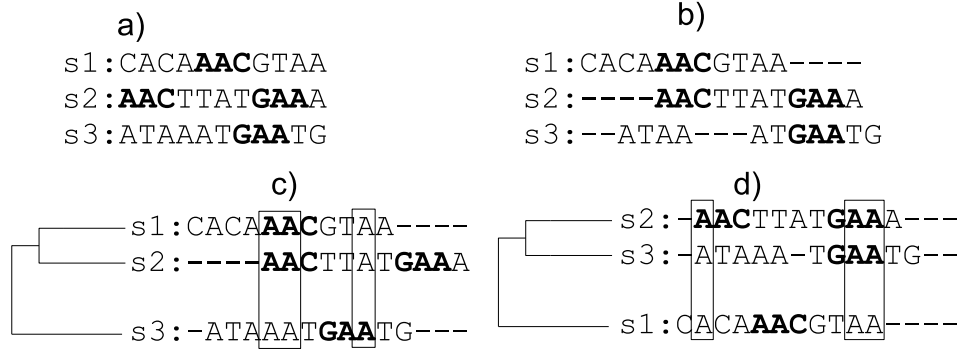 a)
s1:CACAAACGTAA
s2:AACTTATGAAA
s3:ATAAATGAATG
b)
s1:CACAAACGTAA----
s2:----AACTTATGAAA
s3:--ATAA---ATGAATG
c)
s1:CACAAACGTAA----
s2:----AACTTATGAAA
s3:-ATAAATGAATG---
d)
s2:-AACTTATGAAA---
s3:-ATAAA-TGAATG--
s1:CACAAACGTAA----